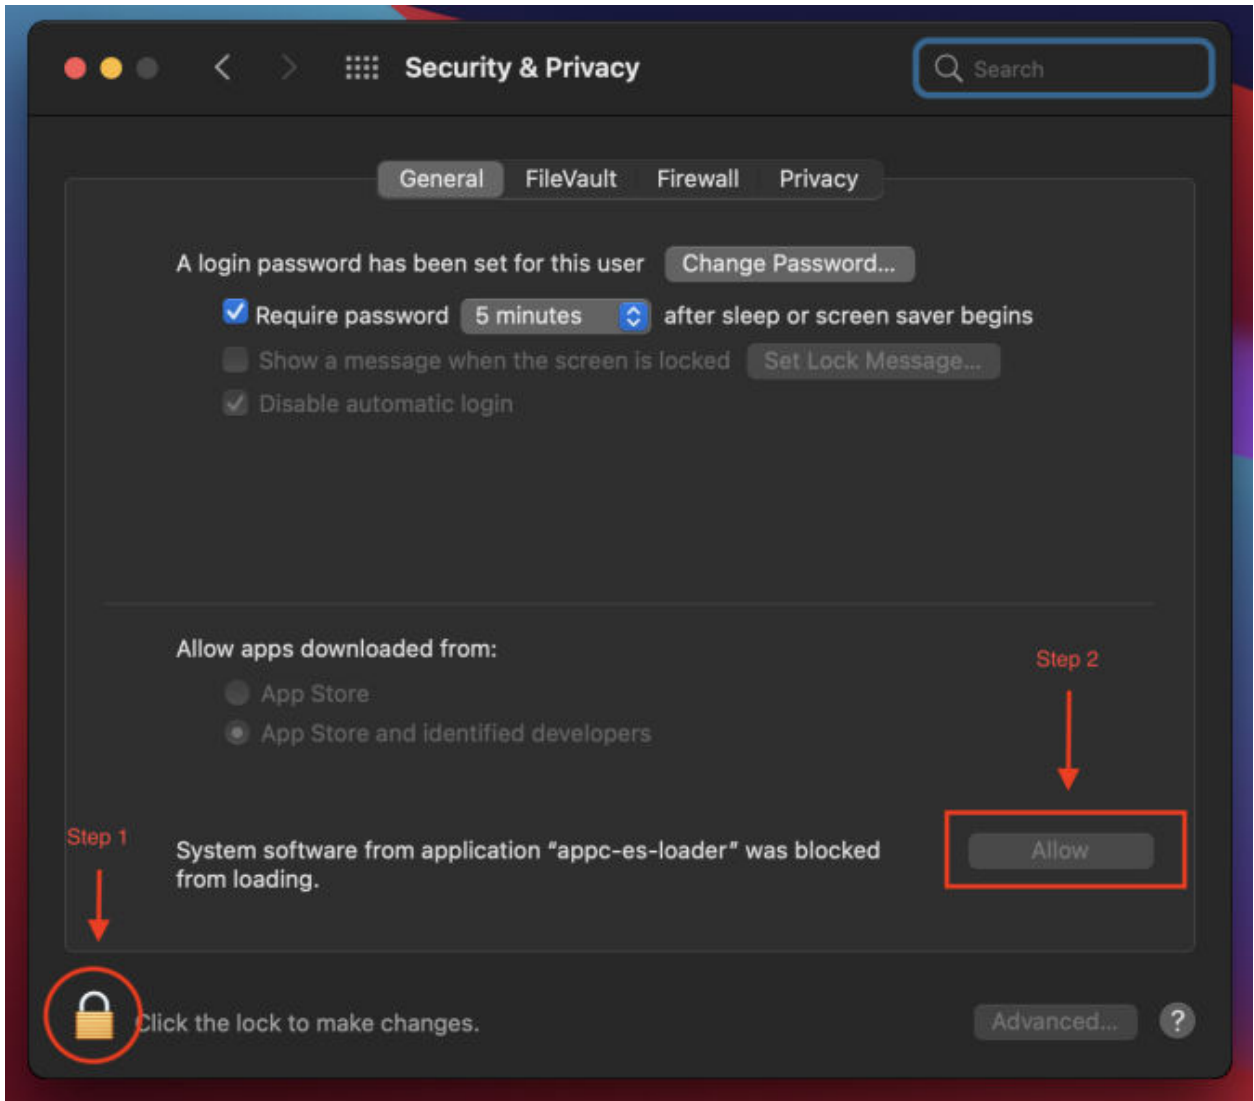 Security & Privacy
Search
General FileVault Firewall Privacy
A login password has been set for this user Change Password...
Require password 5 minutes after sleep or screen saver begins
Show a message when the screen is locked Set Lock Message...
Disable automatic login
Allow apps downloaded from:
Step 2
App Store
App Store and identified developers
Step 1
System software from application “appc-es-loader” was blocked
from loading.
Allow
Click the lock to make changes.
Advanced... ?